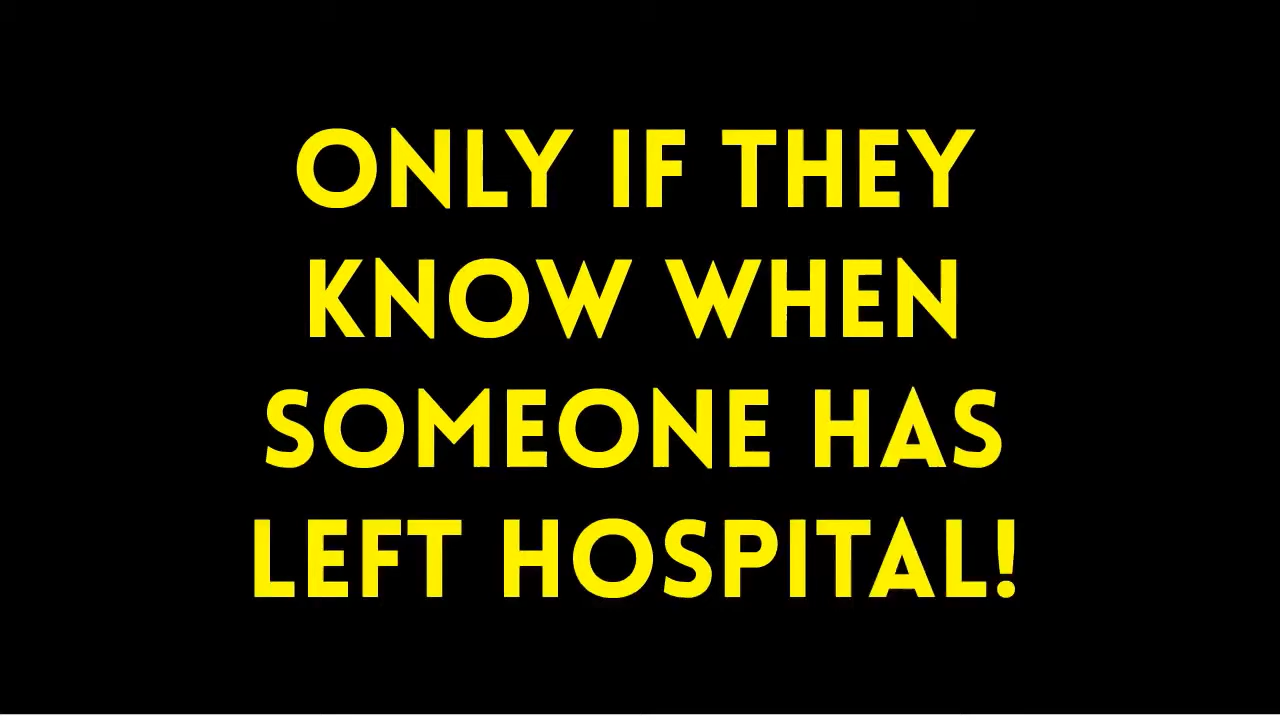 ONLY IF THEY
KNOW WHEN
SOMEONE HAS
LEFT HOSPITAL!